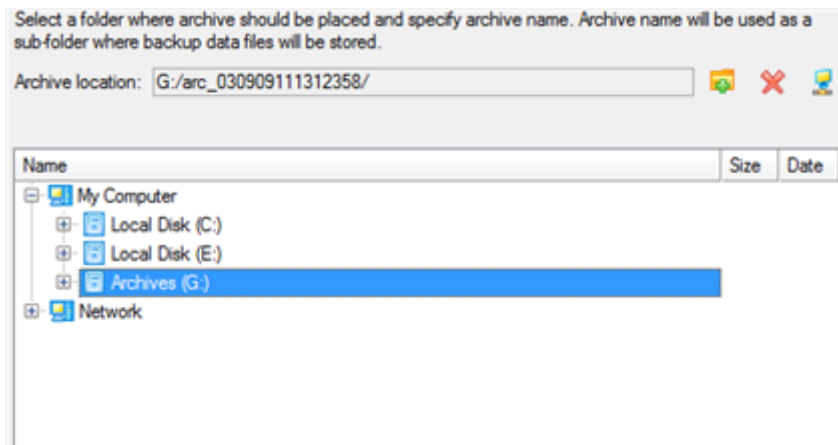 Select a folder where archive should be placed and specify archive name. Archive name will be used as a
sub-folder where backup data files will be stored.
Archive location: G:/arc_030909111312358/
Name Size Date
My Computer
Local Disk (C:)
Local Disk (E:)
Archives (G:)
Network